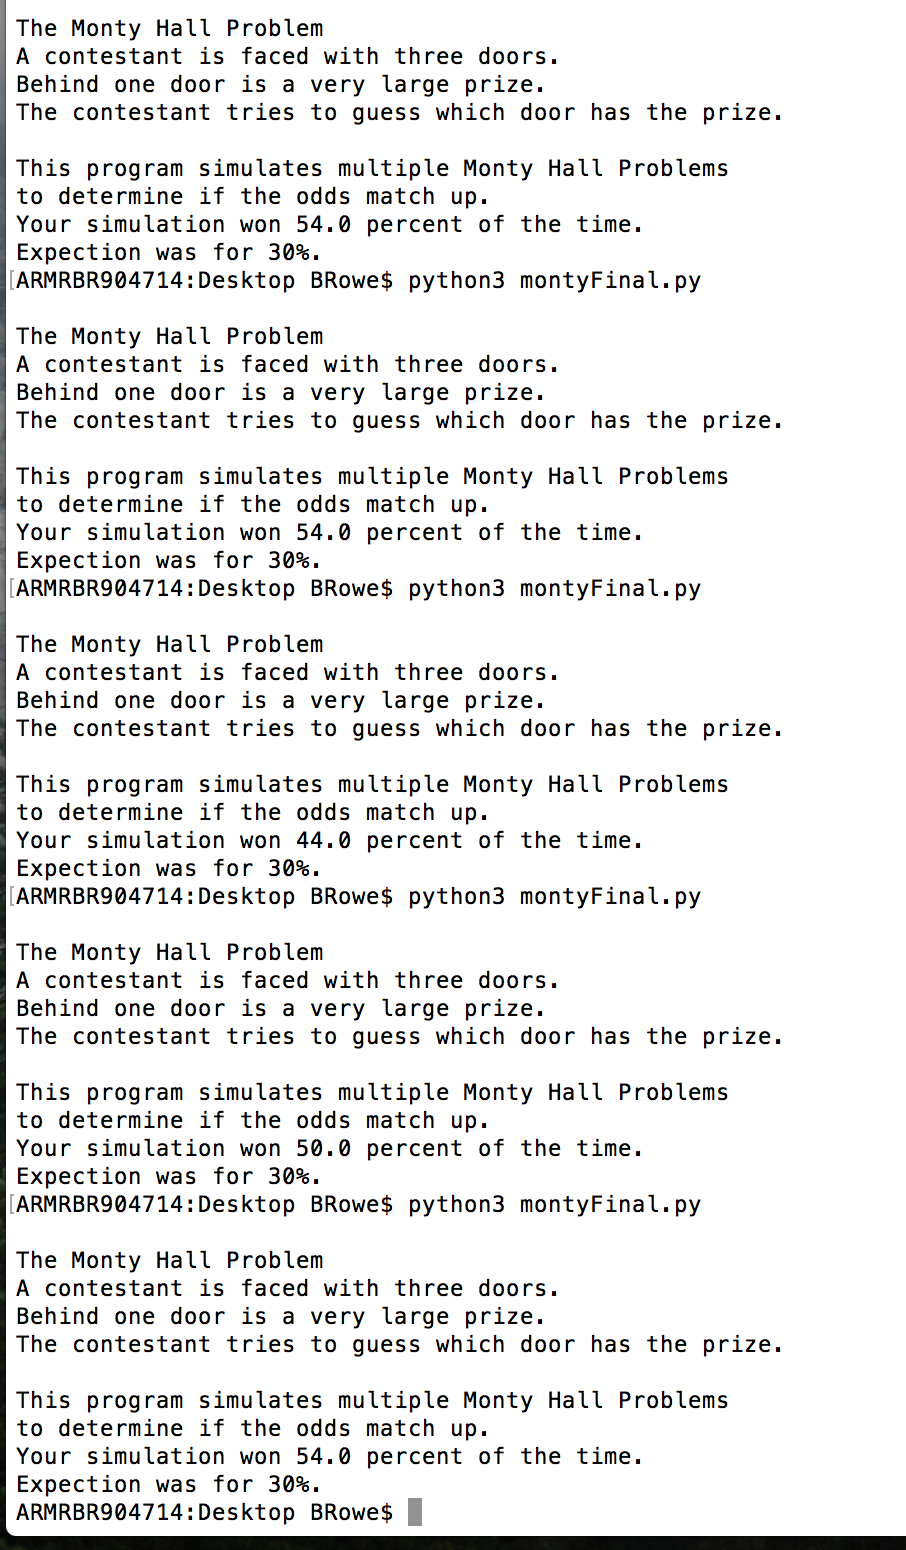 The Monty Hall Problem
A contestant is faced with three doors.
Behind one door is a very large prize.
The contestant tries to guess which door has the prize.
This program simulates multiple Monty Hall Problems
to determine if the odds match up.
Your simulation won 54.0 percent of the time.
Expection was for 30%.
[ARMRBR904714:Desktop BRowe$ python3 montyFinal.py
The Monty Hall Problem
A contestant is faced with three doors.
Behind one door is a very large prize.
The contestant tries to guess which door has the prize.
This program simulates multiple Monty Hall Problems
to determine if the odds match up.
Your simulation won 54.0 percent of the time.
Expection was for 30%.
[ARMRBR904714:Desktop BRowe$ python3 montyFinal.py
The Monty Hall Problem
A contestant is faced with three doors.
Behind one door is a very large prize.
The contestant tries to guess which door has the prize.
This program simulates multiple Monty Hall Problems
to determine if the odds match up.
Your simulation won 44.0 percent of the time.
Expection was for 30%.
[ARMRBR904714:Desktop BRowe$ python3 montyFinal.py
The Monty Hall Problem
A contestant is faced with three doors.
Behind one door is a very large prize.
The contestant tries to guess which door has the prize.
This program simulates multiple Monty Hall Problems
to determine if the odds match up.
Your simulation won 50.0 percent of the time.
Expection was for 30%.
[ARMRBR904714:Desktop BRowe$ python3 montyFinal.py
The Monty Hall Problem
A contestant is faced with three doors.
Behind one door is a very large prize.
The contestant tries to guess which door has the prize.
This program simulates multiple Monty Hall Problems
to determine if the odds match up.
Your simulation won 54.0 percent of the time.
Expection was for 30%.
ARMRBR904714:Desktop BRowe$